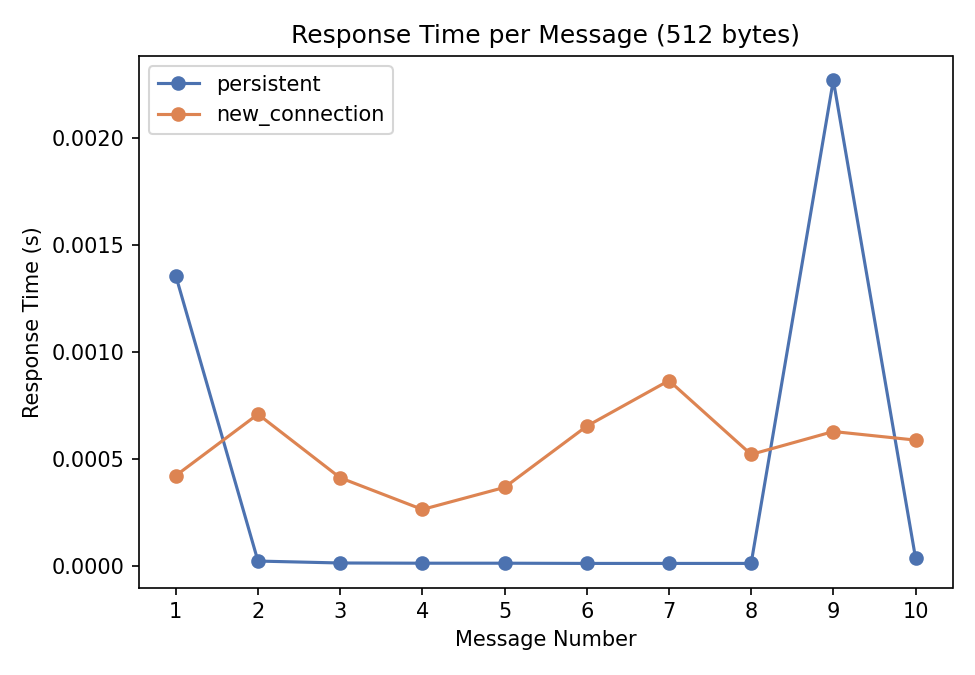 Response Time per Message (512 bytes)
persistent
new_connection
Response Time (s)
0.0020
0.0015
0.0010
0.0005
0.0000
1 2 3 4 5 6 7 8 9 10
Message Number